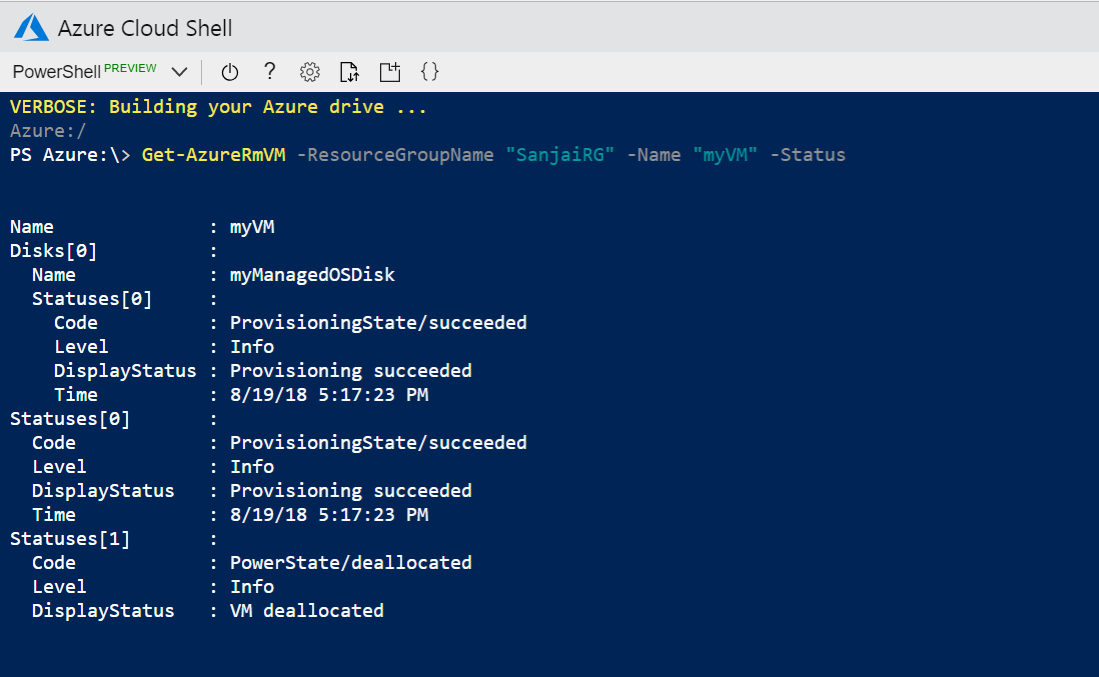 Azure Cloud Shell
PowerShell PREVIEW ? { }
VERBOSE: Building your Azure drive ...
Azure:/
PS Azure:\> Get-AzureRmVM -ResourceGroupName "SanjaiRG" -Name "myVM" -Status
Name : myVM
Disks[0] :
Name : myManagedOSDisk
Statuses[0] :
Code : ProvisioningState/succeeded
Level : Info
DisplayStatus : Provisioning succeeded
Time : 8/19/18 5:17:23 PM
Statuses[0] :
Code : ProvisioningState/succeeded
Level : Info
DisplayStatus : Provisioning succeeded
Time : 8/19/18 5:17:23 PM
Statuses[1] :
Code : PowerState/deallocated
Level : Info
DisplayStatus : VM deallocated